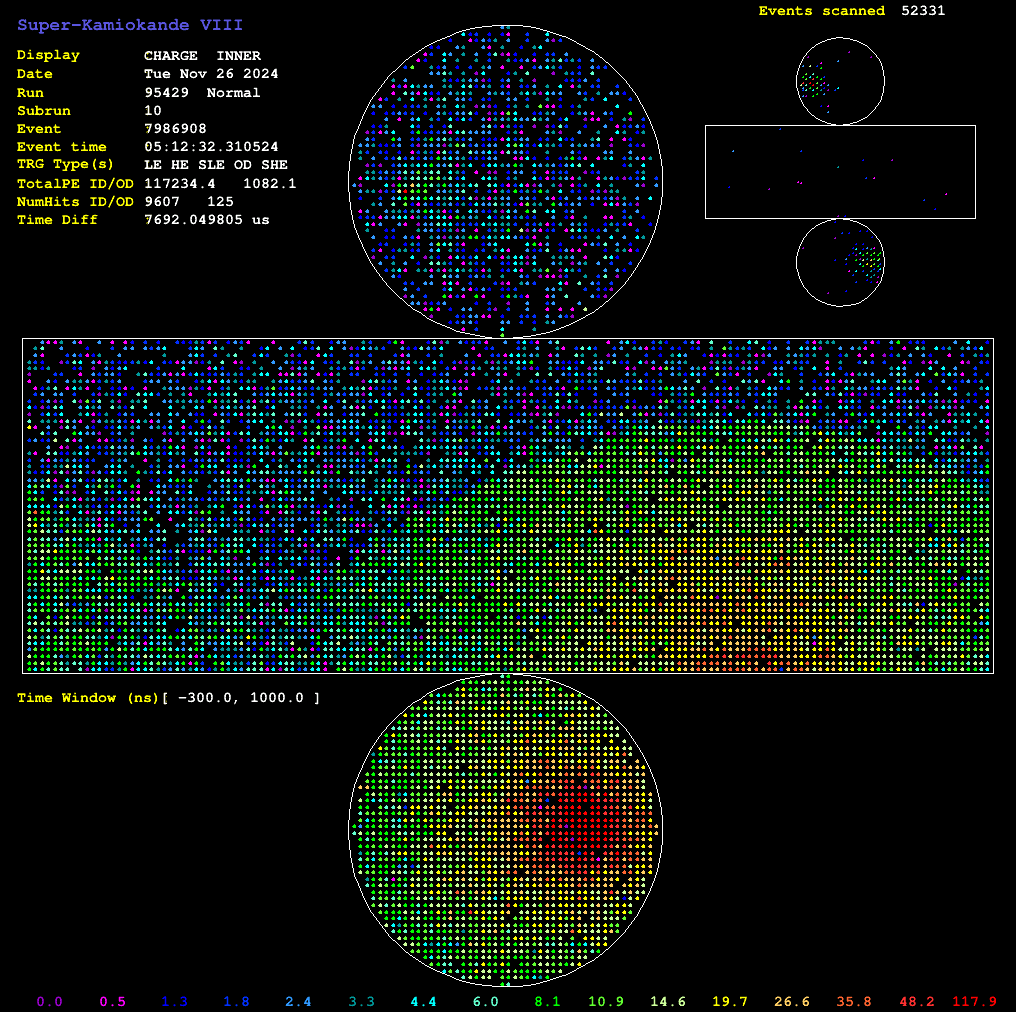 Super-Kamiokande VIII
Events scanned 52331
Display CHARGE INNER
Date Tue Nov 26 2024
Run 95429 Normal
Subrun 10
Event 7986908
Event time 05:12:32.310524
TRG Type(s) LE HE SLE OD SHE
TotalPE ID/OD 117234.4 1082.1
NumHits ID/OD 9607 125
Time Diff 7692.049805 us
Time Window (ns)[ −300.0, 1000.0 ]
0.0 0.5 1.3 1.8 2.4 3.3 4.4 6.0 8.1 10.9 14.6 19.7 26.6 35.8 48.2 117.9